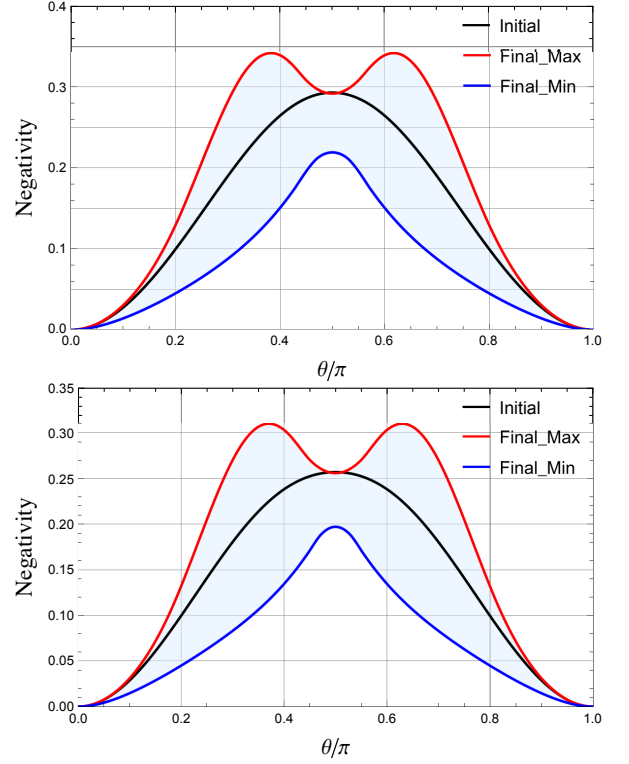 0.4
Initial
Final_Max
Final_Min
0.3
0.2
0.1
0.0
Negativity
0.0 0.2 0.4 0.6 0.8 1.0
θ/π
0.35
Initial
0.30
Final_Max
Final_Min
0.25
0.20
0.15
0.10
0.05
0.00
Negativity
0.0 0.2 0.4 0.6 0.8 1.0
θ/π